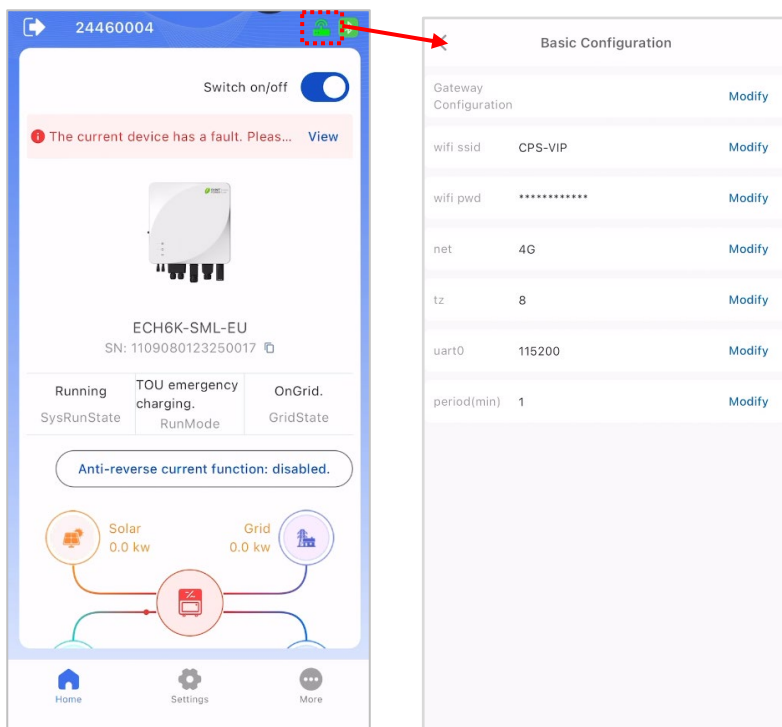 24460004
Switch on/off
The current device has a fault. Pleas... View
ECH6K-SML-EU
SN: 1109080123250017
Running
SysRunState
TOU emergency
charging.
RunMode
OnGrid.
GridState
Anti-reverse current function: disabled.
Solar
0.0 kw
Grid
0.0 kw
Home
Settings
More
Basic Configuration
Gateway
Configuration
Modify
wifi ssid CPS-VIP Modify
wifi pwd ************ Modify
net 4G Modify
tz 8 Modify
uart0 115200 Modify
period(min) 1 Modify